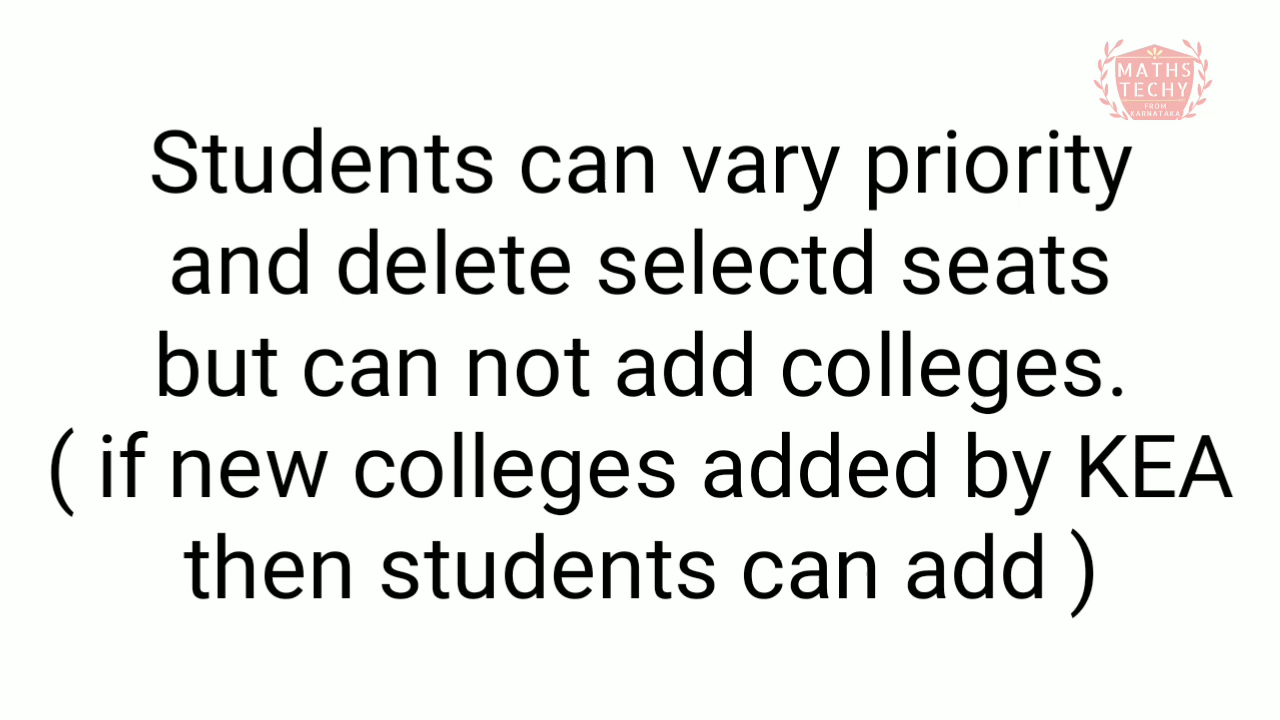 MATHS
TECHY
FROM
KARNATAKA
Students can vary priority
and delete selectd seats
but can not add colleges.
( if new colleges added by KEA
then students can add )